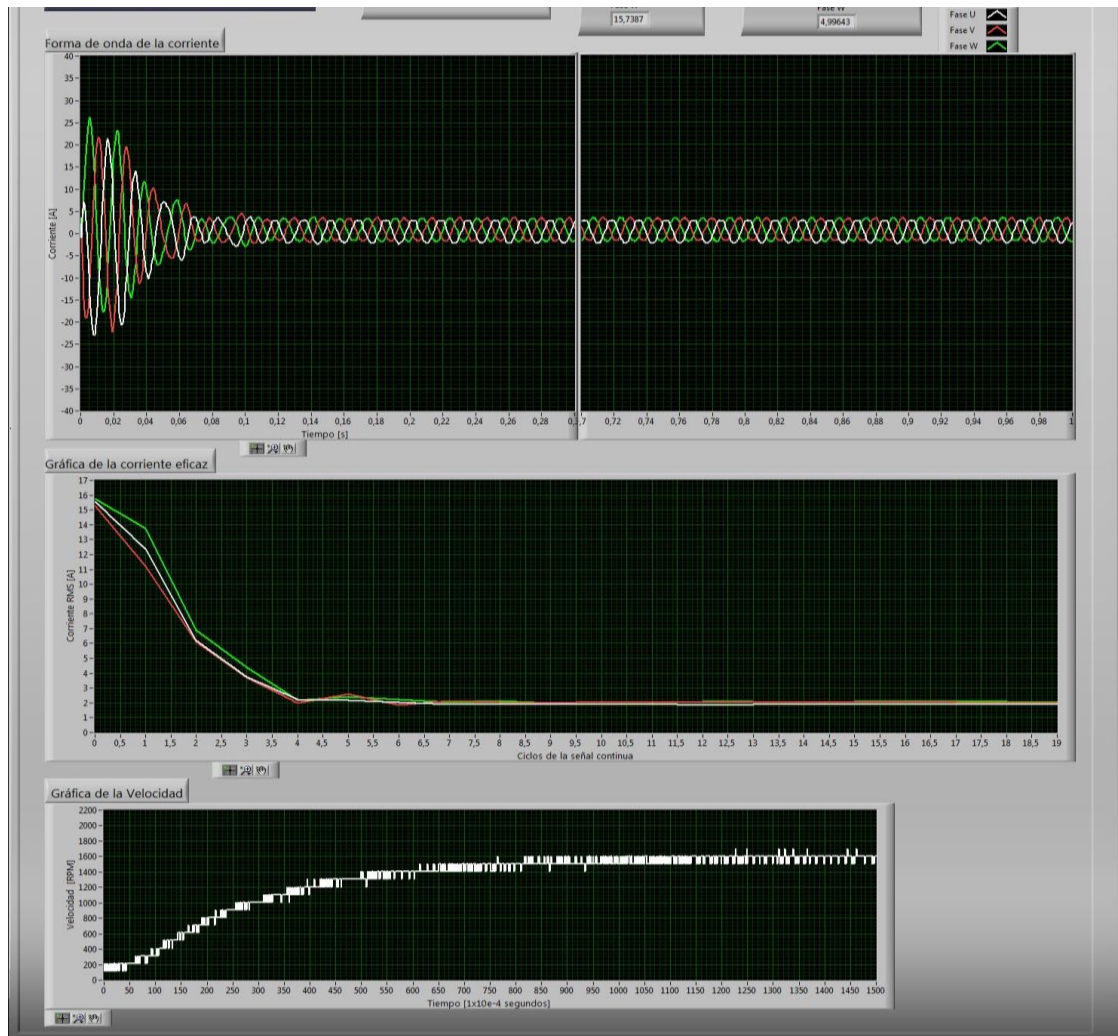 15,7387
Fase W
4,99643
Fase U
Fase V
Fase W
Forma de onda de la corriente
40
35
30
25
20
15
10
5
0
-5
-10
-15
-20
-25
-30
-35
-40
Corriente [A]
0 0,02 0,04 0,06 0,08 0,1 0,12 0,14 0,16 0,18 0,2 0,22 0,24 0,26 0,28
Tiempo [s]
0,72 0,74 0,76 0,78 0,8 0,82 0,84 0,86 0,88 0,9 0,92 0,94 0,96 0,98 1
Gráfica de la corriente eficaz
17
16
15
14
13
12
11
10
9
8
7
6
5
4
3
2
1
0
Corriente RMS [A]
0 0,5 1 1,5 2 2,5 3 3,5 4 4,5 5 5,5 6 6,5 7 7,5 8 8,5 9 9,5 10 10,5 11 11,5 12 12,5 13 13,5 14 14,5 15 15,5 16 16,5 17 17,5 18 18,5 19
Ciclos de la señal continua
Gráfica de la Velocidad
2200
2000
1800
1600
1400
1200
1000
800
600
400
200
0
Velocidad [RPM]
0 50 100 150 200 250 300 350 400 450 500 550 600 650 700 750 800 850 900 950 1000 1050 1100 1150 1200 1250 1300 1350 1400 1450 1500
Tiempo [1x10e-4 segundos]